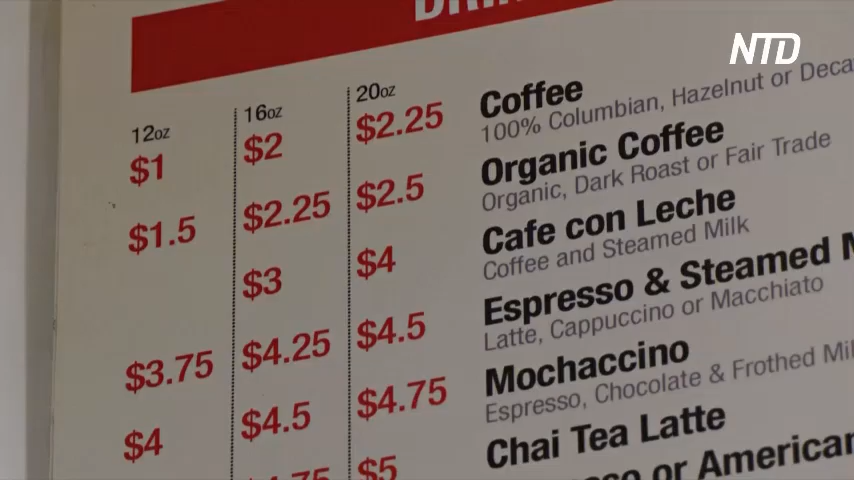 NTD
12oz 16oz 20oz
$1 $2 $2.25 Coffee
100% Columbian, Hazelnut or
$1.5 $2.25 $2.5 Organic Coffee
Organic, Dark Roast or Fair Trade
$3 $4 Cafe con Leche
Coffee and Steamed Milk
$3.75 $4.25 $4.5 Espresso & Steamed
Latte, Cappuccino or Macchiato
$4 $4.5 $4.75 Mochaccino
Espresso, Chocolate & Frothed
$5 Chai Tea Latte
or